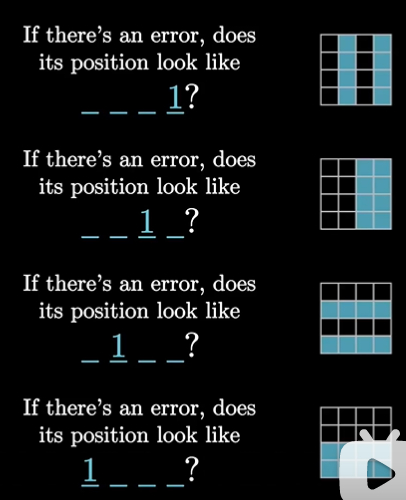 If there's an error, does
its position look like
_ _ _ 1?
If there's an error, does
its position look like
_ _ 1 _?
If there's an error, does
its position look like
_ 1 _ _?
If there's an error, does
its position look like
1 _ _ _?